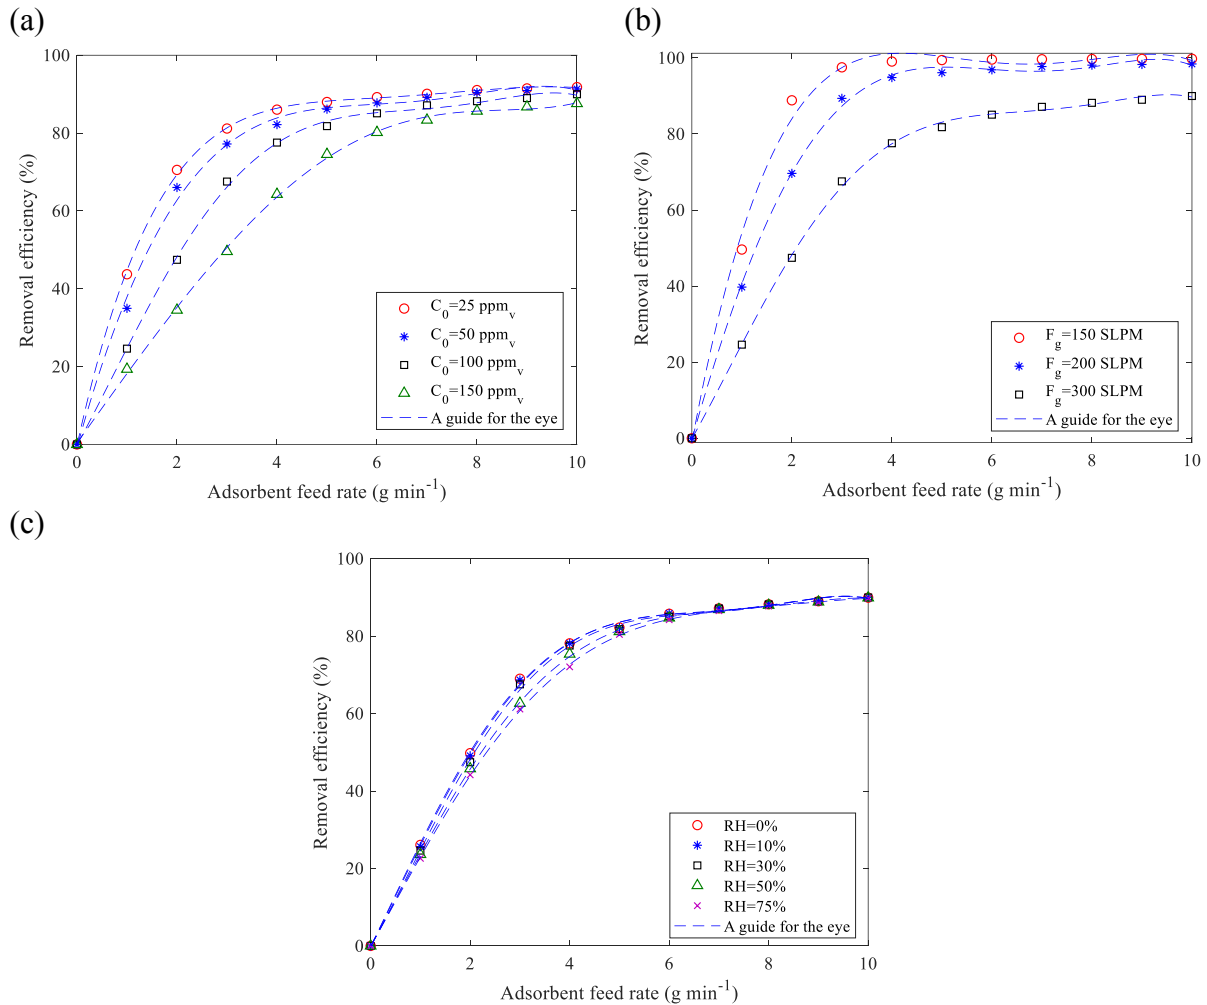 (a)
100
80
60
40
20
0
Removal efficiency (%)
C0=25 ppmv
C0=50 ppmv
C0=100 ppmv
C0=150 ppmv
A guide for the eye
0 2 4 6 8 10
Adsorbent feed rate (g min-1)
(b)
100
80
60
40
20
0
Removal efficiency (%)
Fg=150 SLPM
Fg=200 SLPM
Fg=300 SLPM
A guide for the eye
0 2 4 6 8 10
Adsorbent feed rate (g min-1)
(c)
100
80
60
40
20
0
Removal efficiency (%)
RH=0%
RH=10%
RH=30%
RH=50%
RH=75%
A guide for the eye
0 2 4 6 8 10
Adsorbent feed rate (g min-1)